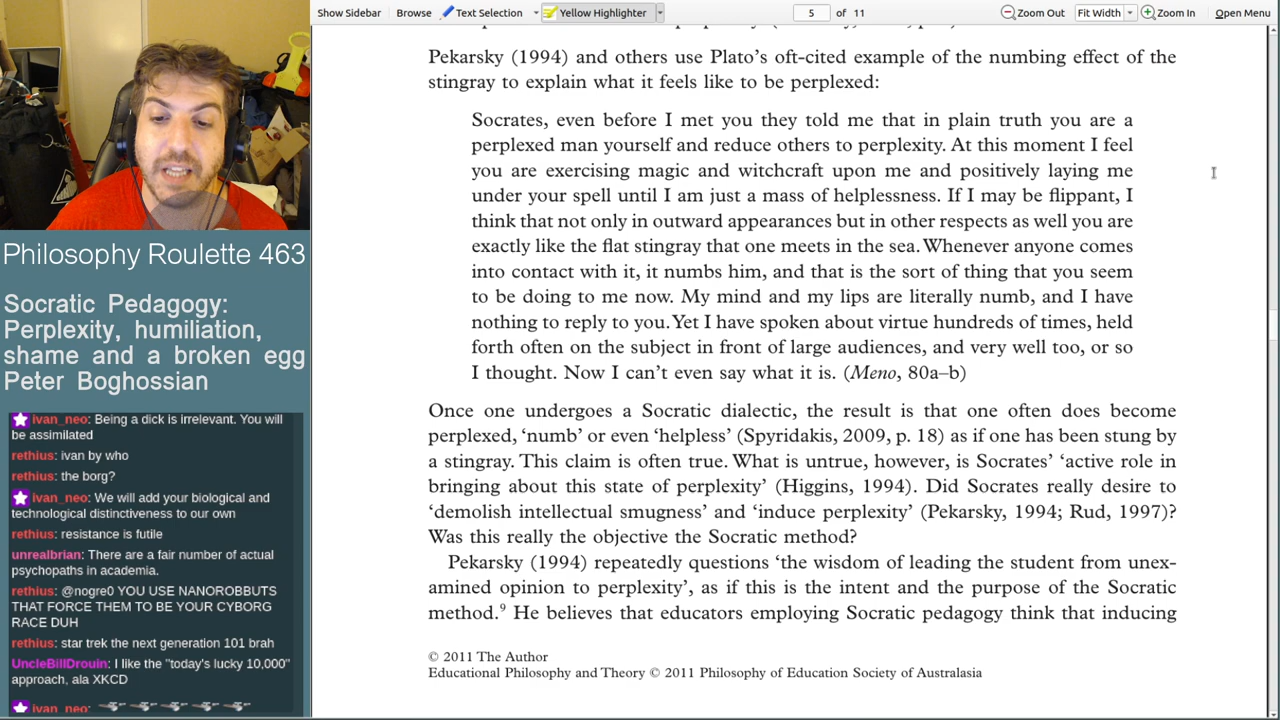 Show Sidebar Browse Text Selection Yellow Highlighter 5 of 11 Zoom Out Fit Width Zoom In Open Menu
Pekarsky (1994) and others use Plato's oft-cited example of the numbing effect of the
stingray to explain what it feels like to be perplexed:
Socrates, even before I met you they told me that in plain truth you are a
perplexed man yourself and reduce others to perplexity. At this moment I feel
you are exercising magic and witchcraft upon me and positively laying me
under your spell until I am just a mass of helplessness. If I may be flippant, I
think that not only in outward appearances but in other respects as well you are
exactly like the flat stingray that one meets in the sea. Whenever anyone comes
into contact with it, it numbs him, and that is the sort of thing that you seem
to be doing to me now. My mind and my lips are literally numb, and I have
nothing to reply to you. Yet I have spoken about virtue hundreds of times, held
forth often on the subject in front of large audiences, and very well too, or so
I thought. Now I can't even say what it is. (Meno, 80a–b)
Once one undergoes a Socratic dialectic, the result is that one often does become
perplexed, 'numb' or even 'helpless' (Spyridakis, 2009, p. 18) as if one has been stung by
a stingray. This claim is often true. What is untrue, however, is Socrates' 'active role in
bringing about this state of perplexity' (Higgins, 1994). Did Socrates really desire to
'demolish intellectual smugness' and 'induce perplexity' (Pekarsky, 1994; Rud, 1997)?
Was this really the objective the Socratic method?
Pekarsky (1994) repeatedly questions 'the wisdom of leading the student from unex-
amined opinion to perplexity', as if this is the intent and the purpose of the Socratic
method.⁹ He believes that educators employing Socratic pedagogy think that inducing
© 2011 The Author
Educational Philosophy and Theory © 2011 Philosophy of Education Society of Australasia
Philosophy Roulette 463
Socratic Pedagogy:
Perplexity, humiliation,
shame and a broken egg
Peter Boghossian
ivan_neo: Being a dick is irrelevant. You will
be assimilated
rethius: ivan by who
rethius: the borg?
ivan_neo: We will add your biological and
technological distinctiveness to our own
rethius: resistance is futile
unrealbrian: There are a fair number of actual
psychopaths in academia.
rethius: @nogre0 YOU USE NANOROBBUTS
THAT FORCE THEM TO BE YOUR CYBORG
RACE DUH
rethius: star trek the next generation 101 brah
UncleBillDrouin: I like the "today's lucky 10,000"
approach, ala XKCD
ivan_neo: